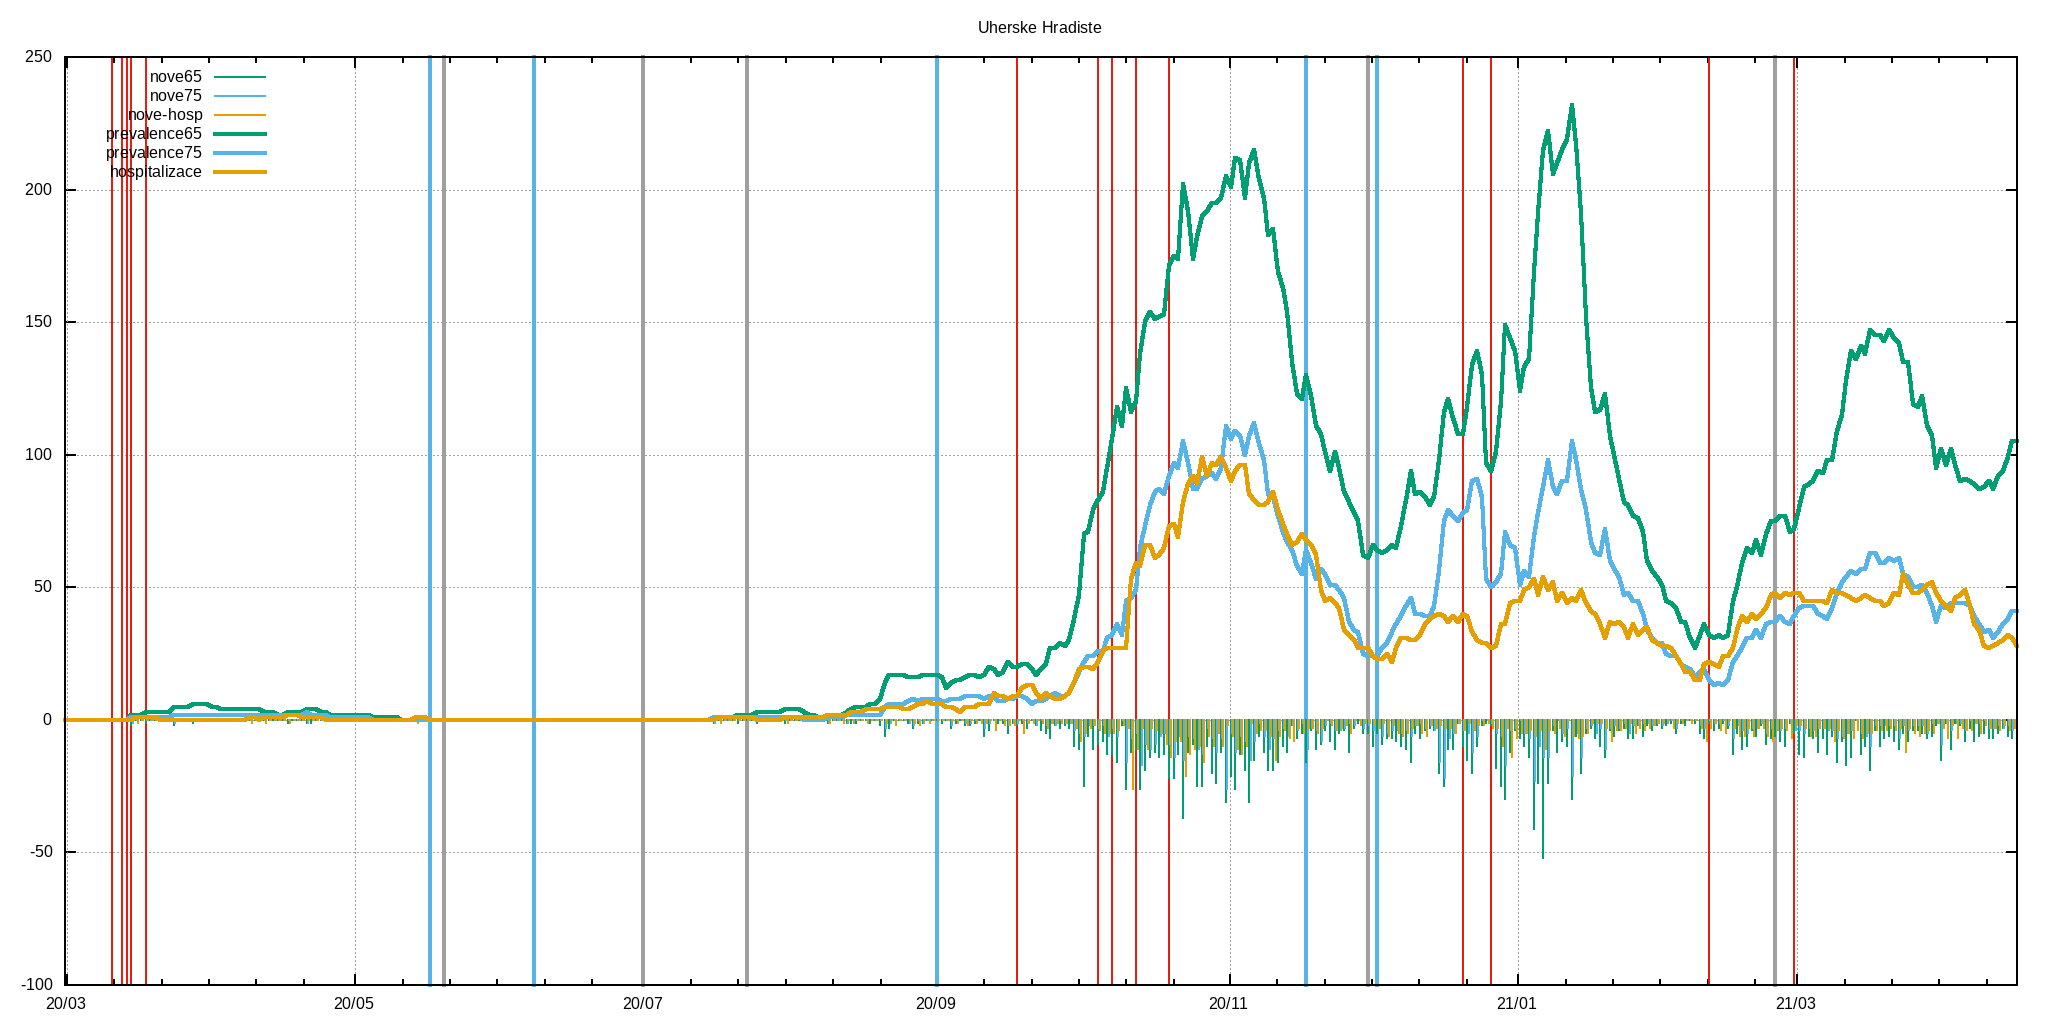 Uherske Hradiste
250
200
150
100
50
0
-50
-100
nove65
nove75
nove-hosp
prevalence65
prevalence75
hospitalizace
20/03 20/05 20/07 20/09 20/11 21/01 21/03